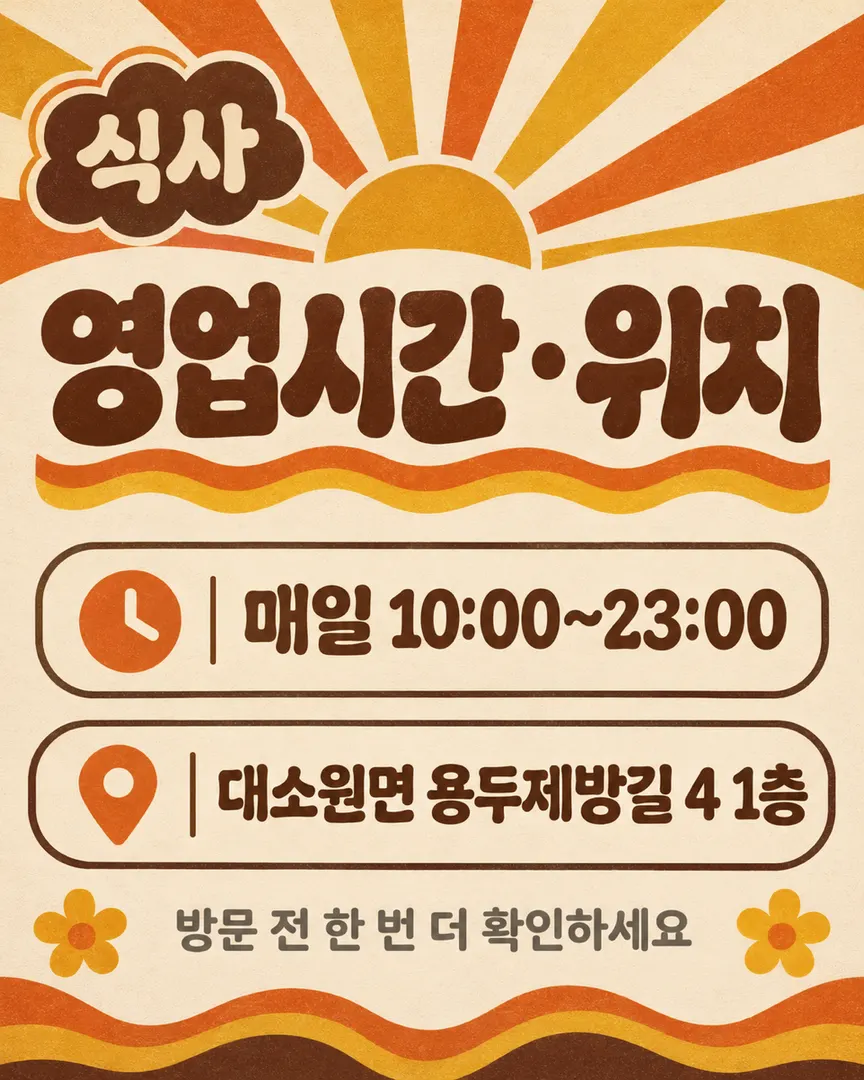 식사
영업시간·위치
매일 10:00~23:00
대소원면 용두제방길 4 1층
방문 전 한 번 더 확인하세요